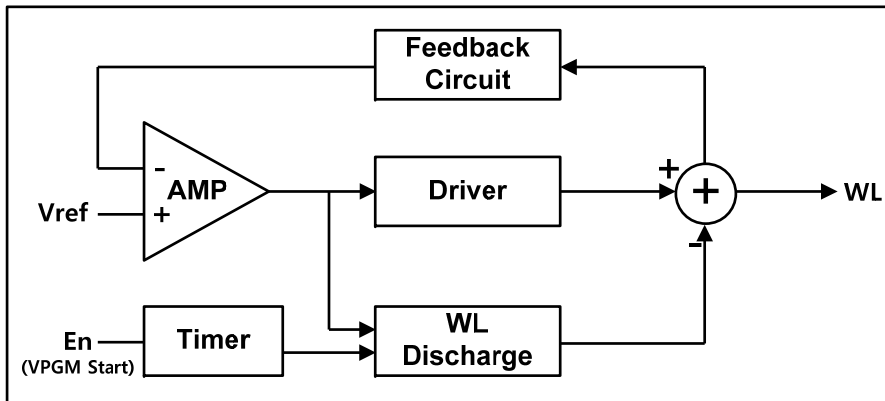 Feedback
Circuit
-
AMP
+
Vref
Driver
+
+
-
WL
En
(VPGM Start)
Timer
WL
Discharge